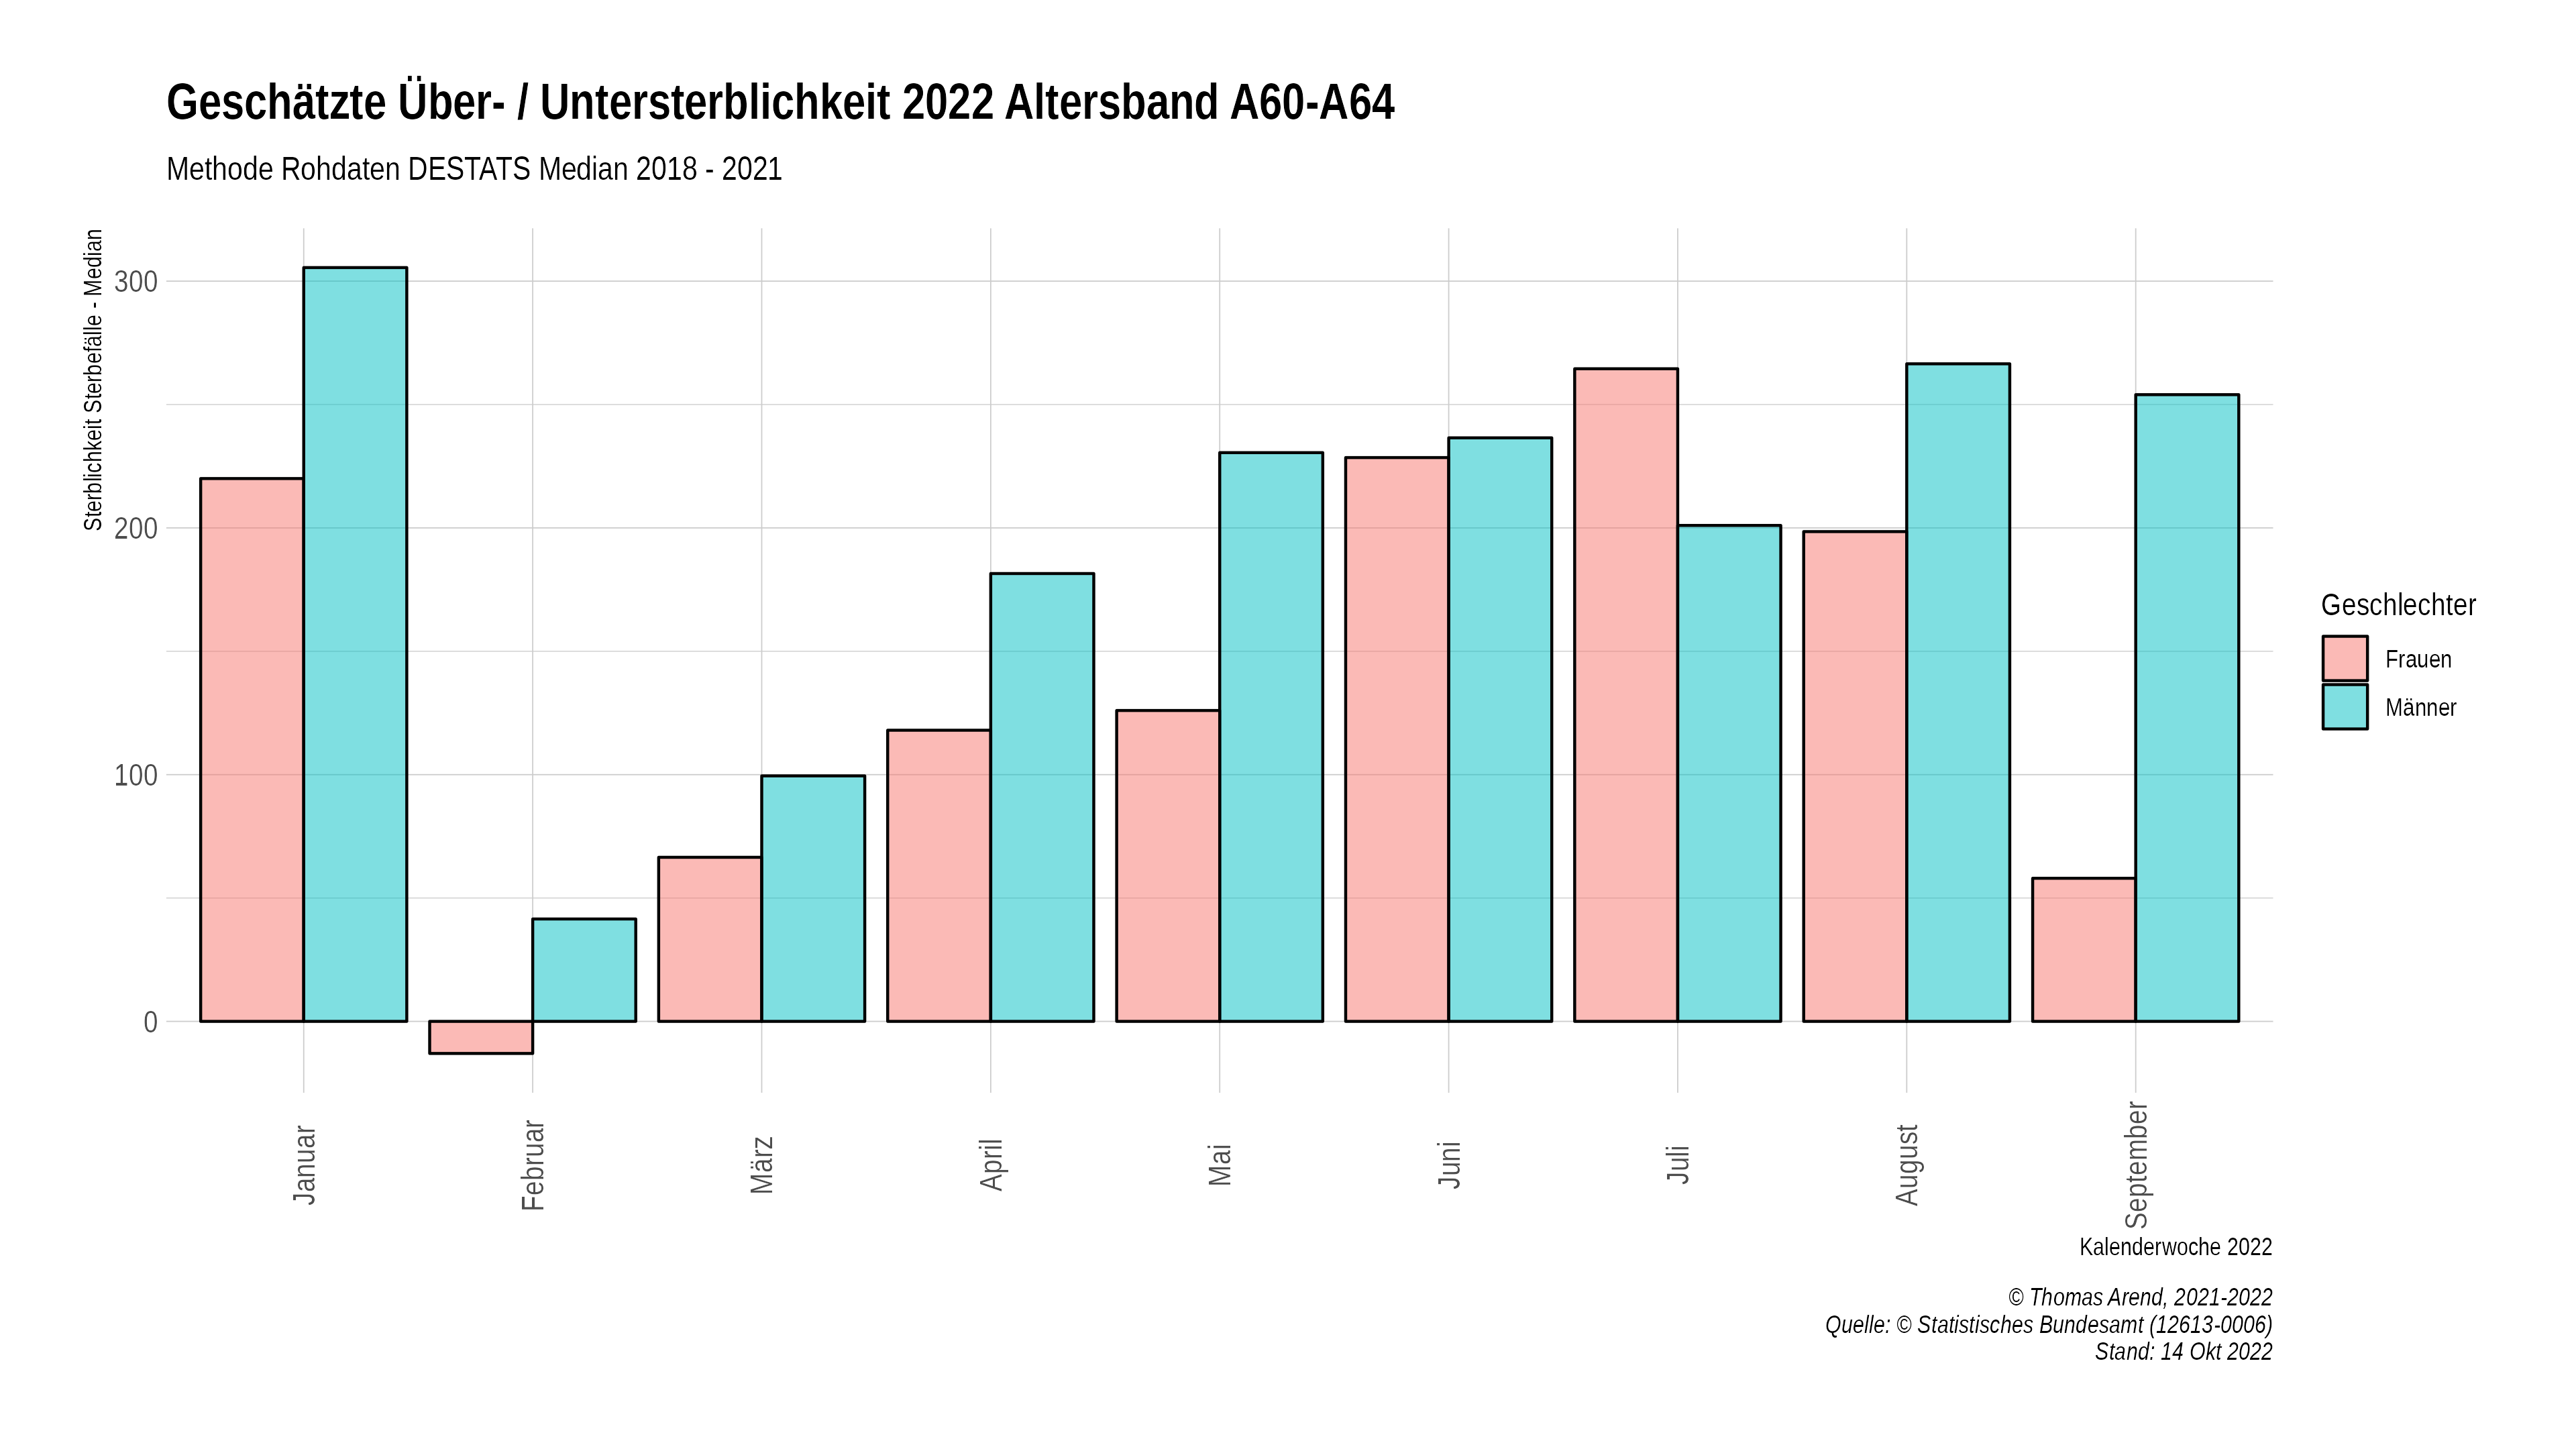 Geschätzte Über- / Untersterblichkeit 2022 Altersband A60-A64
Methode Rohdaten DESTATS Median 2018 - 2021
Sterblichkeit Sterbefälle - Median
300
200
100
0
Januar
Februar
März
April
Mai
Juni
Juli
August
September
Kalenderwoche 2022
Geschlechter
Frauen
Männer
© Thomas Arend, 2021-2022
Quelle: © Statistisches Bundesamt (12613-0006)
Stand: 14 Okt 2022